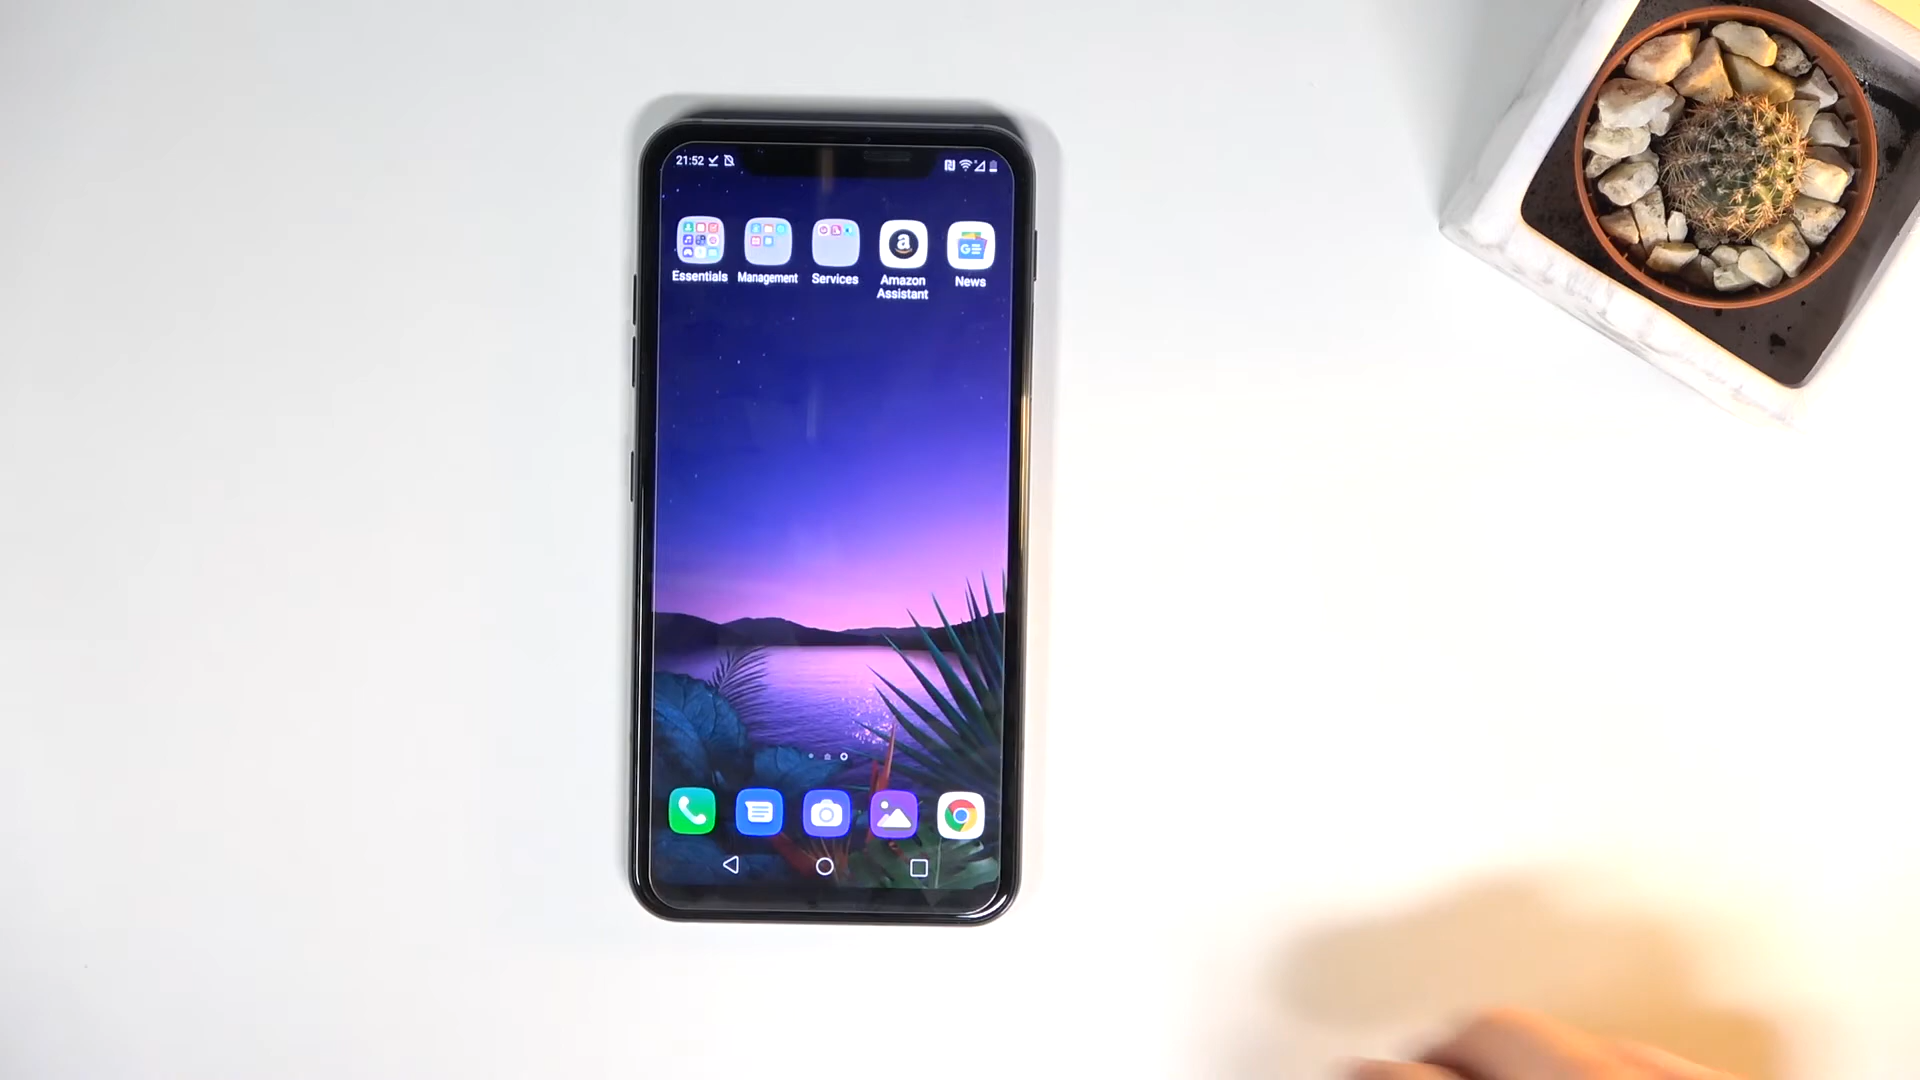 21:52
Essentials
Management
Services
Amazon
Assistant
News